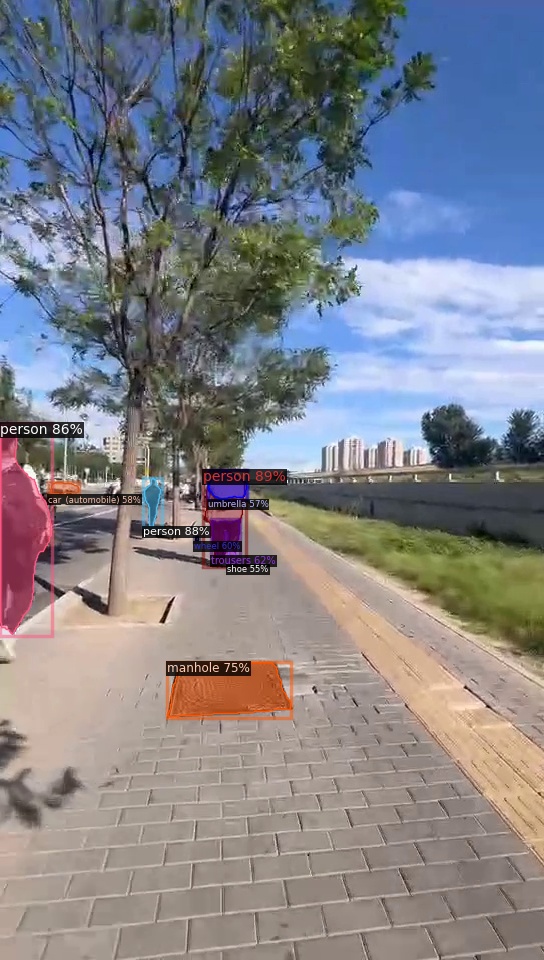 person 86%
person 89%
car (automobile) 58%
umbrella 57%
person 88%
wheel 60%
trousers 62%
shoe 55%
manhole 75%